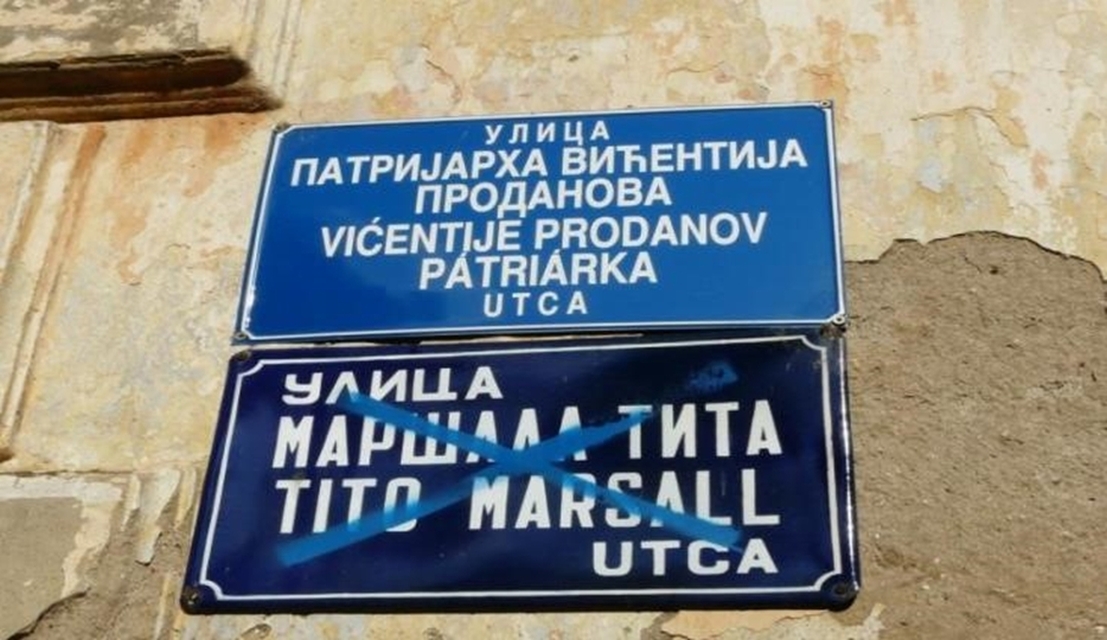 УЛИЦА
ПАТРИЈАРХА ВИЋЕНТИЈА
ПРОДАНОВА
VIĆENTIJE PRODANOV
PÁTRIÁRKA
UTCA
УЛИЦА
МАРШАЛА ТИТА
TITO MARSALL
UTCA